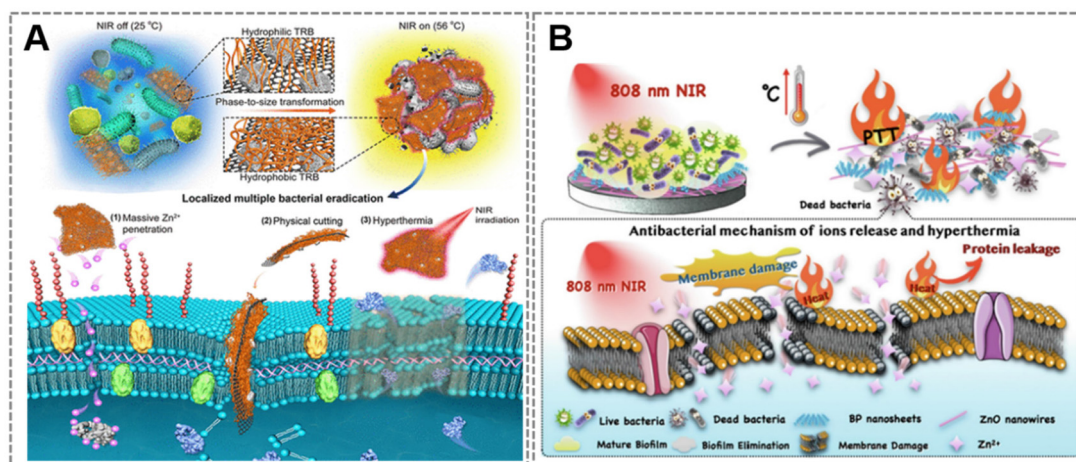 A
NIR off (25 °C)
NIR on (56 °C)
Hydrophilic TRB
Phase-to-size transformation
Hydrophobic TRB
Localized multiple bacterial eradication
(1) Massive Zn²⁺
penetration
(2) Physical cutting
(3) Hyperthermia
NIR
irradiation
B
808 nm NIR
°C
PTT
Dead bacteria
Antibacterial mechanism of ions release and hyperthermia
808 nm NIR
Membrane damage
Heat
Heat
Protein leakage
Live bacteria
Dead bacteria
BP nanosheets
ZnO nanowires
Mature Biofilm
Biofilm Elimination
Membrane Damage
Zn²⁺